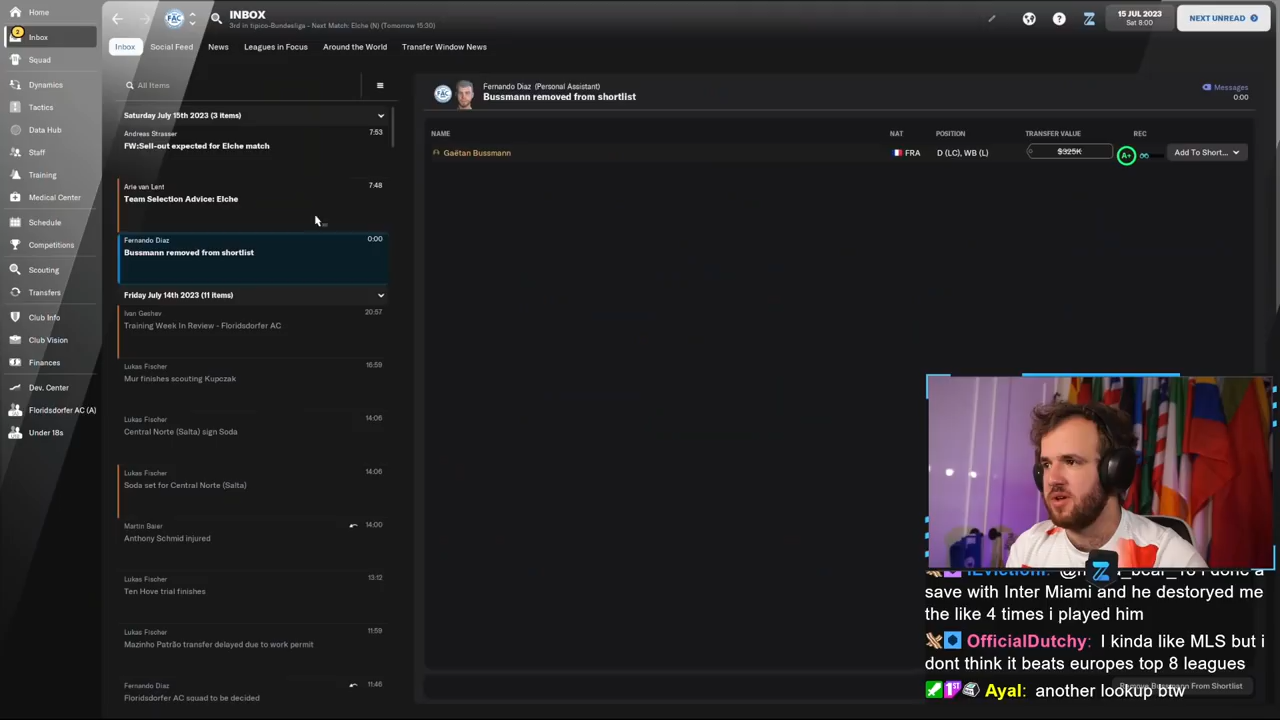 Home
Inbox
2
Squad
Dynamics
Tactics
Data Hub
Staff
Training
Medical Center
Schedule
Competitions
Scouting
Transfers
Club Info
Club Vision
Finances
Dev. Center
Floridsdorfer AC (A)
Under 18s
FAC
INBOX
3rd in tipico-Bundesliga - Next Match: Elche (N) (Tomorrow 15:30)
15 JUL 2023
Sat 8:00
NEXT UNREAD
Inbox
Social Feed
News
Leagues in Focus
Around the World
Transfer Window News
All Items
Saturday July 15th 2023 (3 items)
Andreas Strasser
7:53
FW:Sell-out expected for Elche match
Arie van Lent
7:48
Team Selection Advice: Elche
Fernando Diaz
0:00
Bussmann removed from shortlist
Friday July 14th 2023 (11 items)
Ivan Geshev
20:57
Training Week In Review - Floridsdorfer AC
Lukas Fischer
16:59
Mur finishes scouting Kupczak
Lukas Fischer
14:06
Central Norte (Salta) sign Soda
Lukas Fischer
14:06
Soda set for Central Norte (Salta)
Martin Baier
14:00
Anthony Schmid injured
Lukas Fischer
13:12
Ten Hove trial finishes
Lukas Fischer
11:59
Mazinho Patrão transfer delayed due to work permit
Fernando Diaz
11:46
Floridsdorfer AC squad to be decided
FAC
Fernando Diaz (Personal Assistant)
Bussmann removed from shortlist
Messages
0:00
NAME
NAT
POSITION
TRANSFER VALUE
REC
Gaëtan Bussmann
FRA
D (LC), WB (L)
$325K
A+
Add To Short...
save with Inter Miami and he destoryed me
the like 4 times i played him
OfficialDutchy: I kinda like MLS but i
dont think it beats europes top 8 leagues
Ayal: another lookup btw
Remove Bussmann From Shortlist